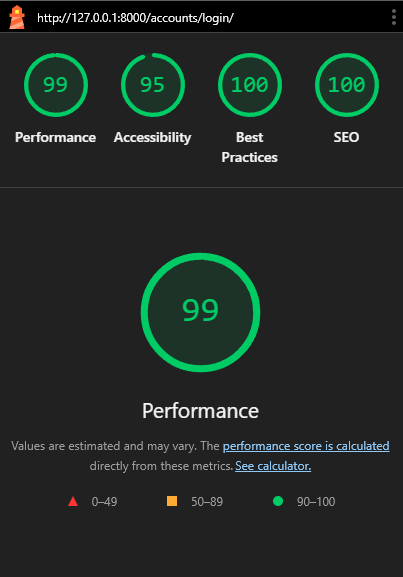 http://127.0.0.1:8000/accounts/login/
99 95 100 100
Performance Accessibility Best Practices SEO
99
Performance
Values are estimated and may vary. The performance score is calculated
directly from these metrics. See calculator.
0–49 50–89 90–100